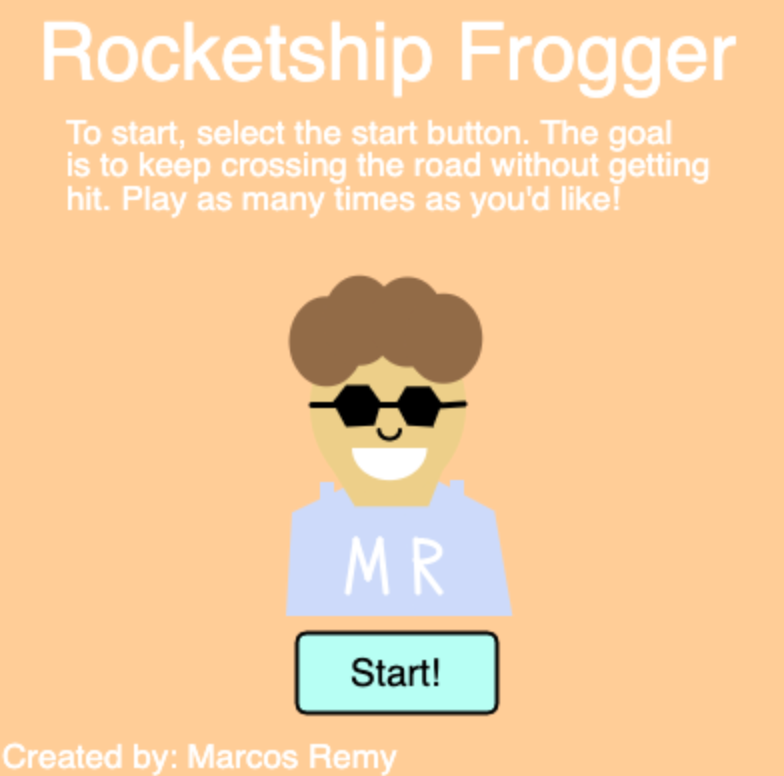 Rocketship Frogger
To start, select the start button. The goal
is to keep crossing the road without getting
hit. Play as many times as you'd like!
M R
Start!
Created by: Marcos Remy